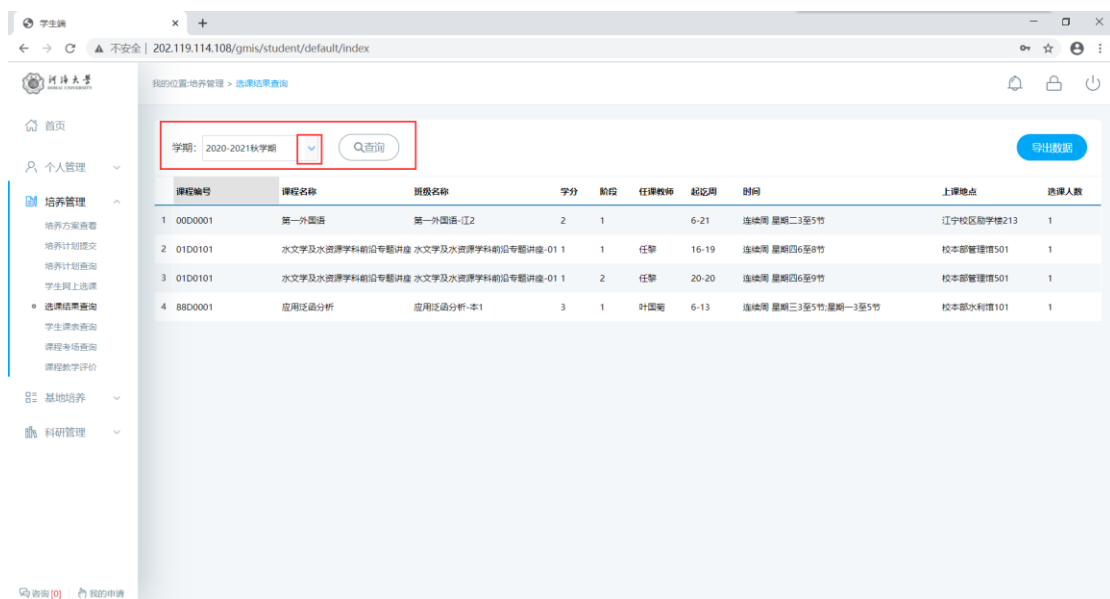 学生端
不安全 | 202.119.114.108/gmis/student/default/index
河海大学
HOHAI UNIVERSITY
我的位置:培养管理 > 选课结果查询
首页
个人管理
培养管理
培养方案查看
培养计划提交
培养计划查询
学生网上选课
选课结果查询
学生课表查询
课程考场查询
课程教学评价
基地培养
科研管理
咨询[0] 我的申请
学期: 2020-2021秋学期 查询
导出数据
课程编号 课程名称 班级名称 学分 阶段 任课教师 起讫周 时间 上课地点 选课人数
1 00D0001 第一外国语 第一外国语-江2 2 1 6-21 连续周 星期二3至5节 江宁校区励学楼213 1
2 01D0101 水文学及水资源学科前沿专题讲座 水文学及水资源学科前沿专题讲座-01 1 1 任黎 16-19 连续周 星期四6至8节 校本部管理馆501 1
3 01D0101 水文学及水资源学科前沿专题讲座 水文学及水资源学科前沿专题讲座-01 1 2 任黎 20-20 连续周 星期四6至9节 校本部管理馆501 1
4 88D0001 应用泛函分析 应用泛函分析-本1 3 1 叶国菊 6-13 连续周 星期三3至5节;星期一3至5节 校本部水利馆101 1